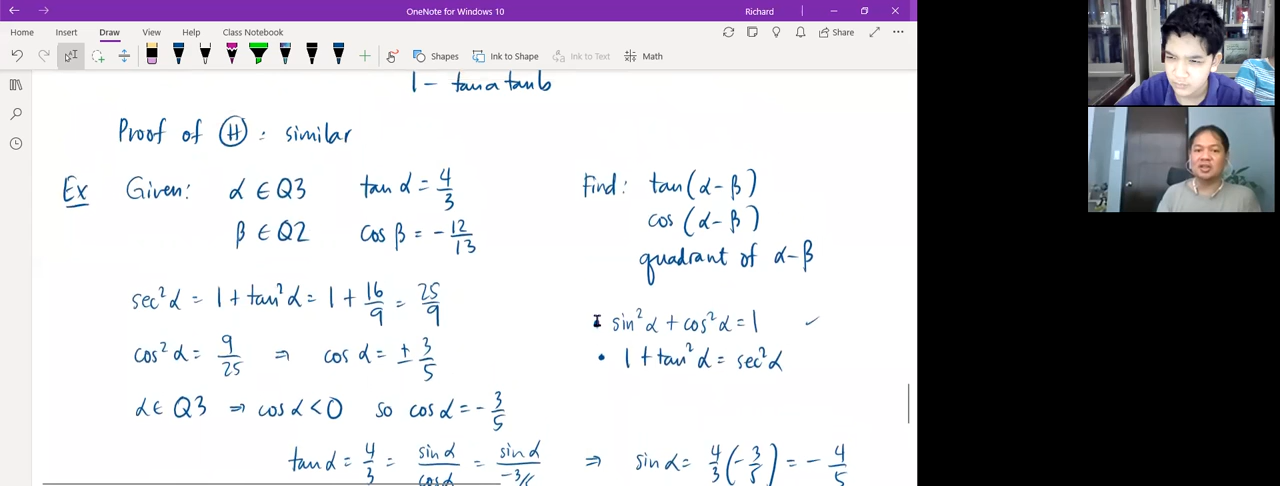 OneNote for Windows 10
Richard
Home Insert Draw View Help Class Notebook
Share
Shapes Ink to Shape Ink to Text Math
1 - tan a tan b
Proof of Ⓗ : similar
Ex Given: α ∈ Q3 tan α = 4/3 Find: tan(α-β)
β ∈ Q2 cos β = -12/13 cos (α-β)
quadrant of α-β
sec²α = 1 + tan²α = 1 + 16/9 = 25/9
sin²α + cos²α = 1 ✓
cos²α = 9/25 ⇒ cos α = ± 3/5
• 1 + tan²α = sec²α
α ∈ Q3 ⇒ cos α < 0 so cos α = -3/5
tan α = 4/3 = sin α/cos α = sin α/-3/5 ⇒ sin α = 4/3 (-3/5) = -4/5